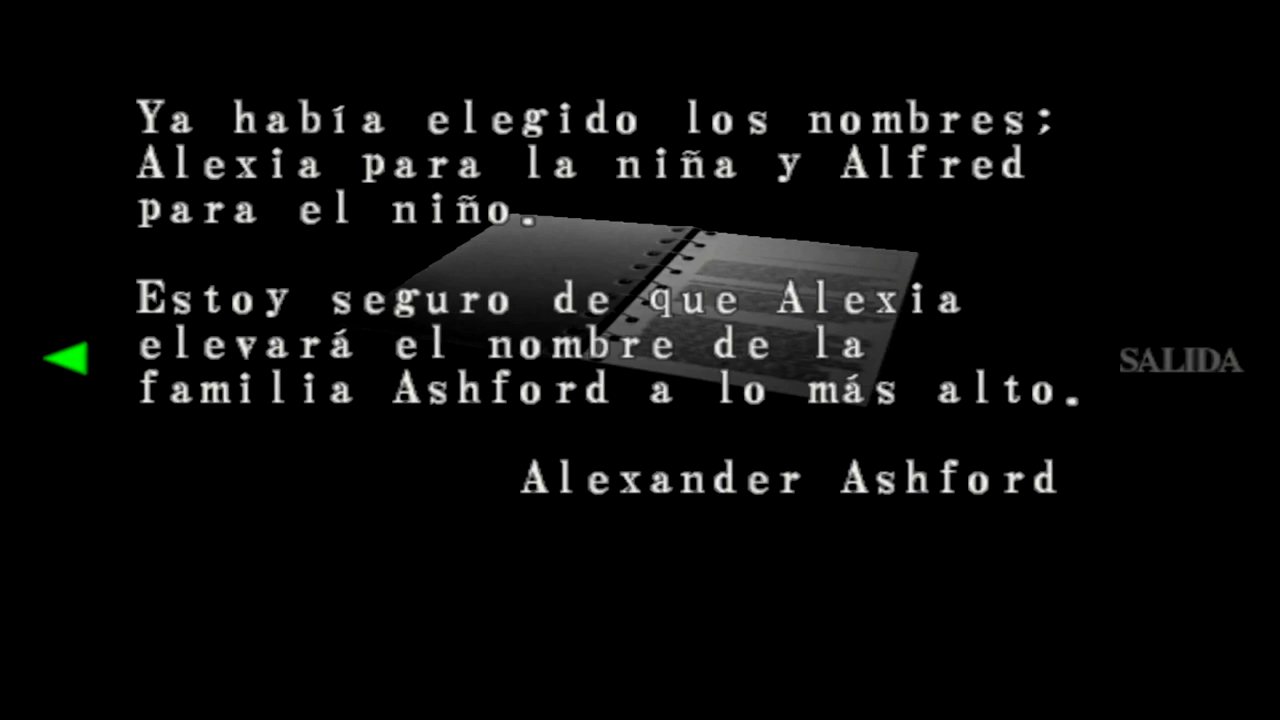 Ya había elegido los nombres;
Alexia para la niña y Alfred
para el niño.
Estoy seguro de que Alexia
elevará el nombre de la
familia Ashford a lo más alto.
SALIDA
Alexander Ashford